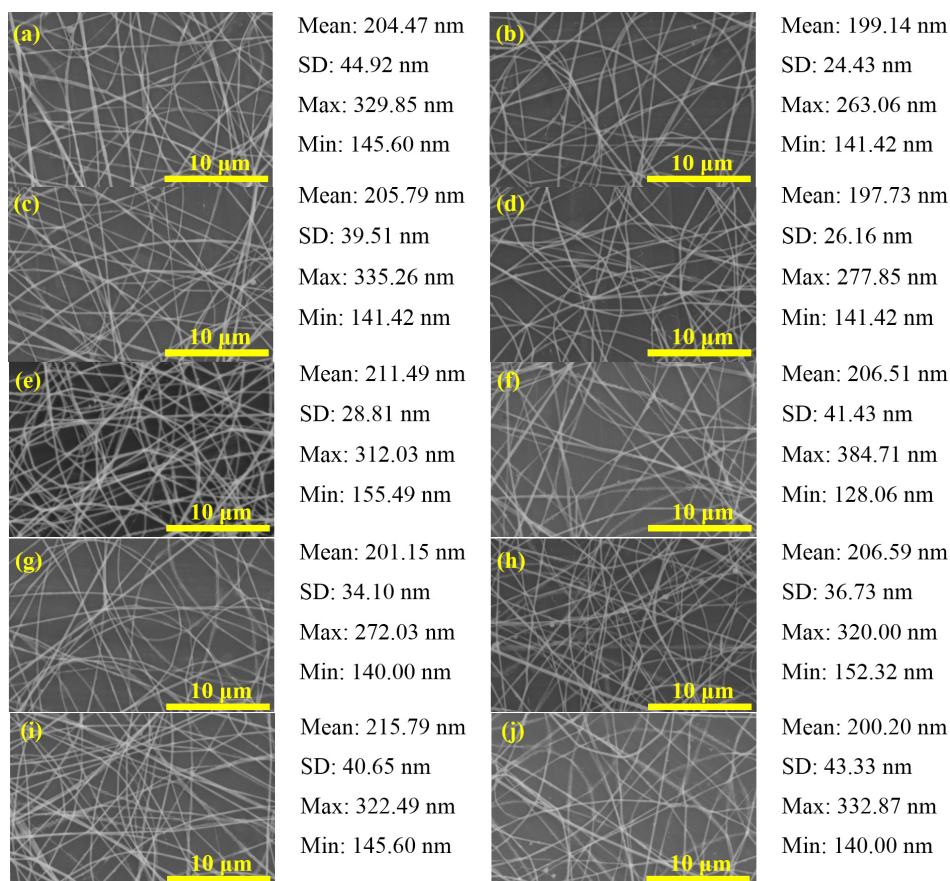 (a)
Mean: 204.47 nm
SD: 44.92 nm
Max: 329.85 nm
Min: 145.60 nm
10 µm
(b)
Mean: 199.14 nm
SD: 24.43 nm
Max: 263.06 nm
Min: 141.42 nm
10 µm
(c)
Mean: 205.79 nm
SD: 39.51 nm
Max: 335.26 nm
Min: 141.42 nm
10 µm
(d)
Mean: 197.73 nm
SD: 26.16 nm
Max: 277.85 nm
Min: 141.42 nm
10 µm
(e)
Mean: 211.49 nm
SD: 28.81 nm
Max: 312.03 nm
Min: 155.49 nm
10 µm
(f)
Mean: 206.51 nm
SD: 41.43 nm
Max: 384.71 nm
Min: 128.06 nm
10 µm
(g)
Mean: 201.15 nm
SD: 34.10 nm
Max: 272.03 nm
Min: 140.00 nm
10 µm
(h)
Mean: 206.59 nm
SD: 36.73 nm
Max: 320.00 nm
Min: 152.32 nm
10 µm
(i)
Mean: 215.79 nm
SD: 40.65 nm
Max: 322.49 nm
Min: 145.60 nm
10 µm
(j)
Mean: 200.20 nm
SD: 43.33 nm
Max: 332.87 nm
Min: 140.00 nm
10 µm